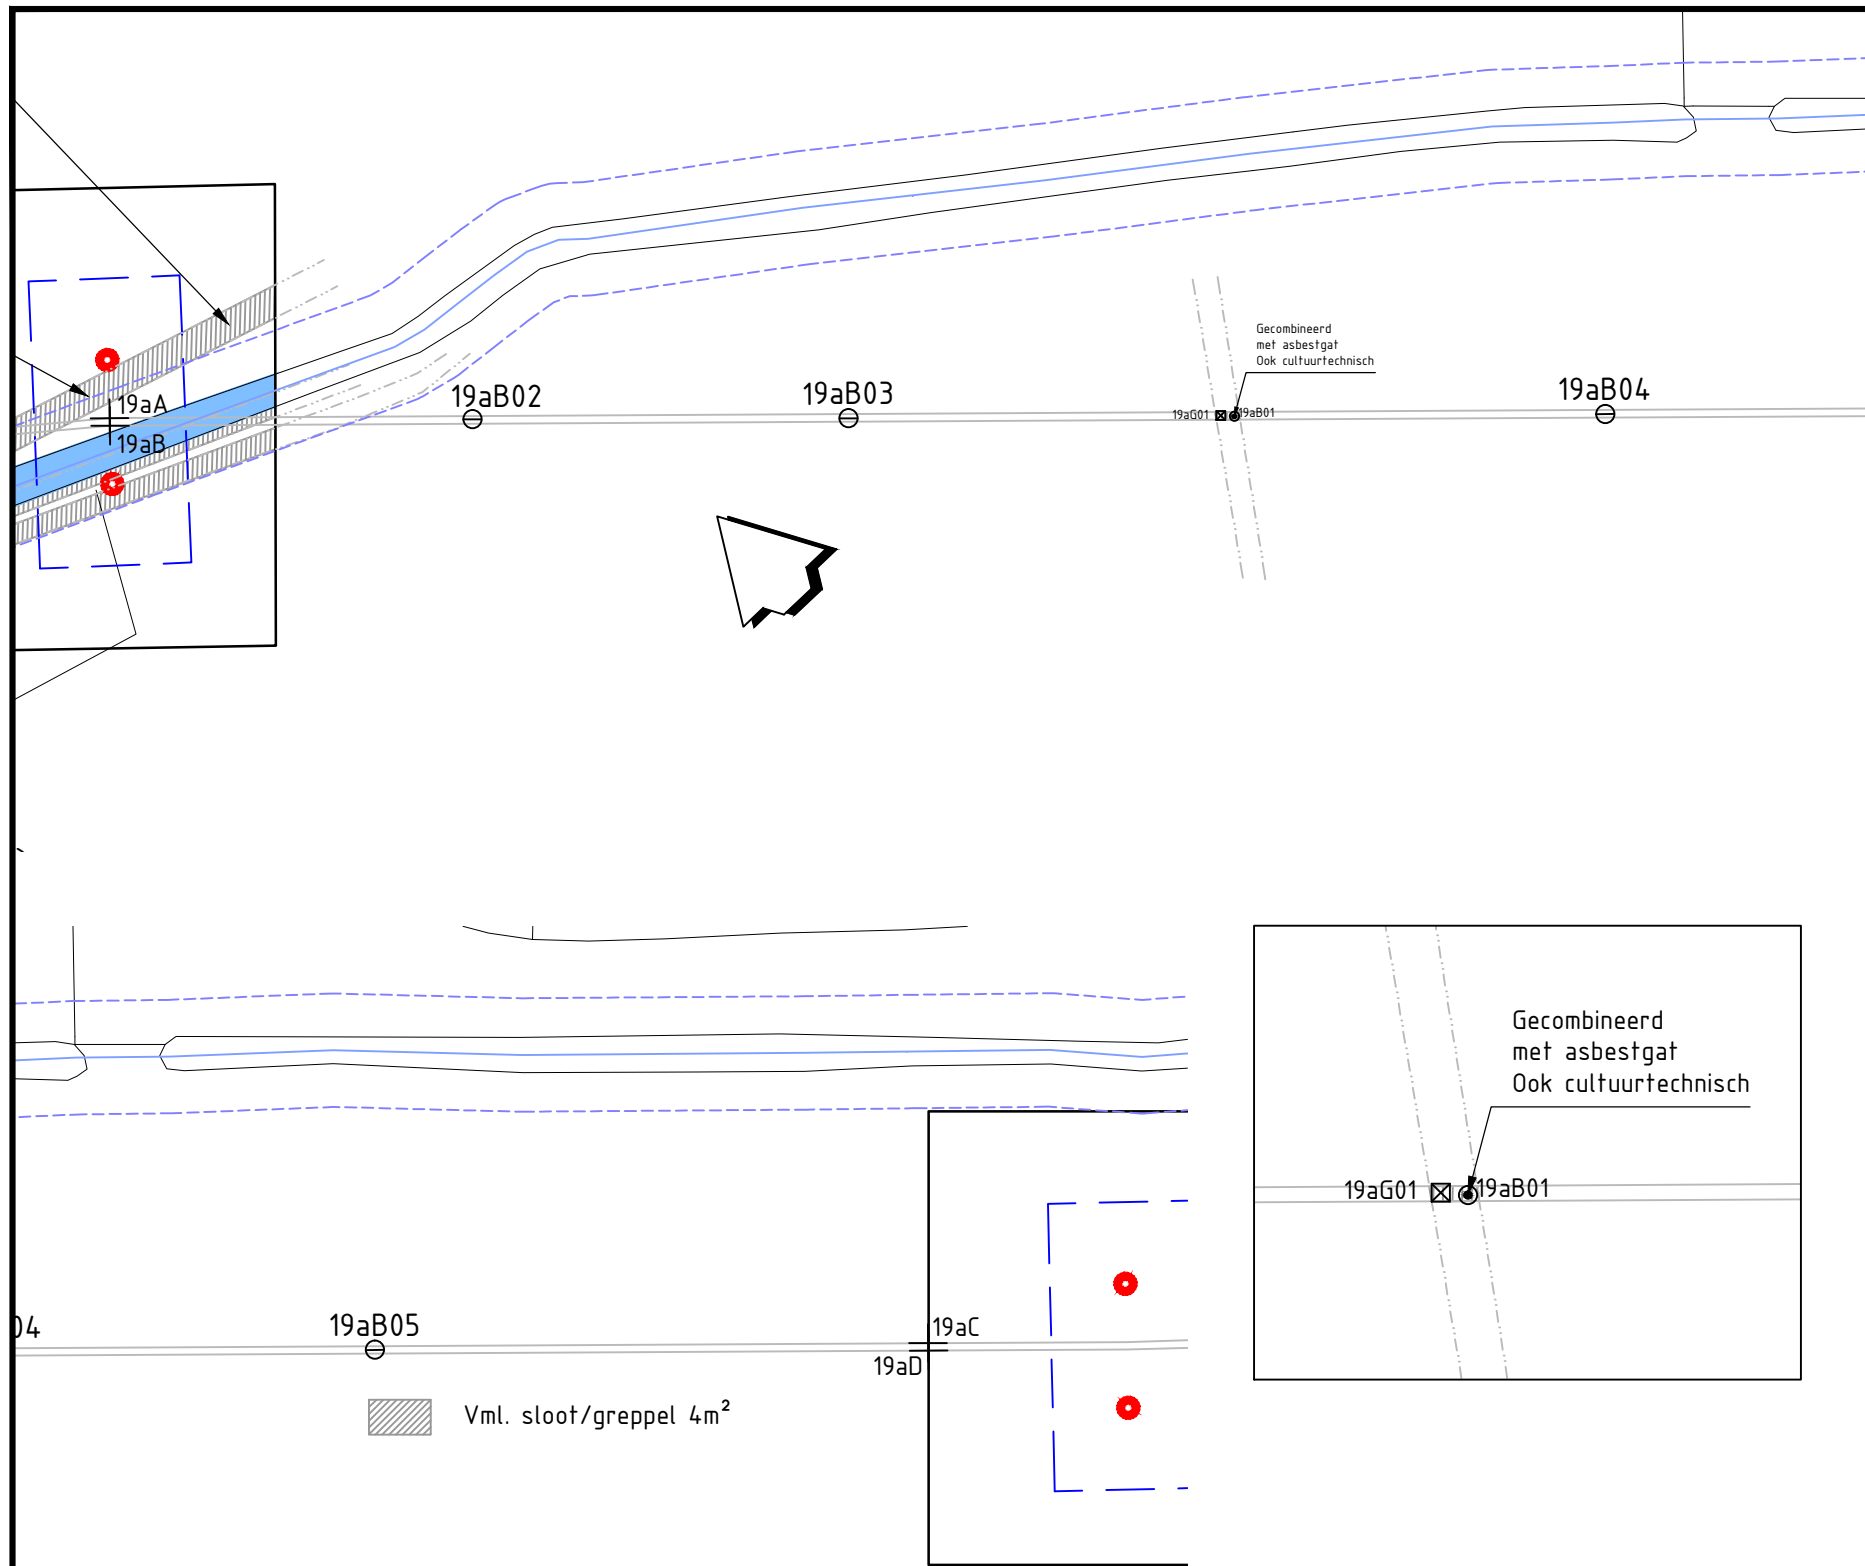 Gecombineerd
met asbestgat
Ook cultuurtechnisch
19aA
19aB
19aB02
19aB03
19aG01
19aB01
19aB04
Gecombineerd
met asbestgat
Ook cultuurtechnisch
19aG01
19aB01
04
19aB05
19aC
19aD
Vml. sloot/greppel 4m²